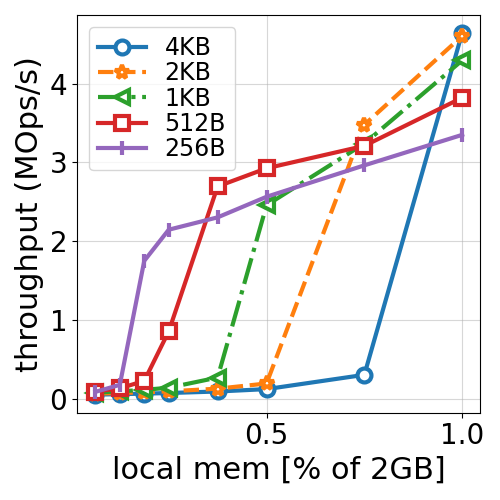 4KB
2KB
1KB
512B
256B
throughput (MOps/s)
4
3
2
1
0
0.5
1.0
local mem [% of 2GB]